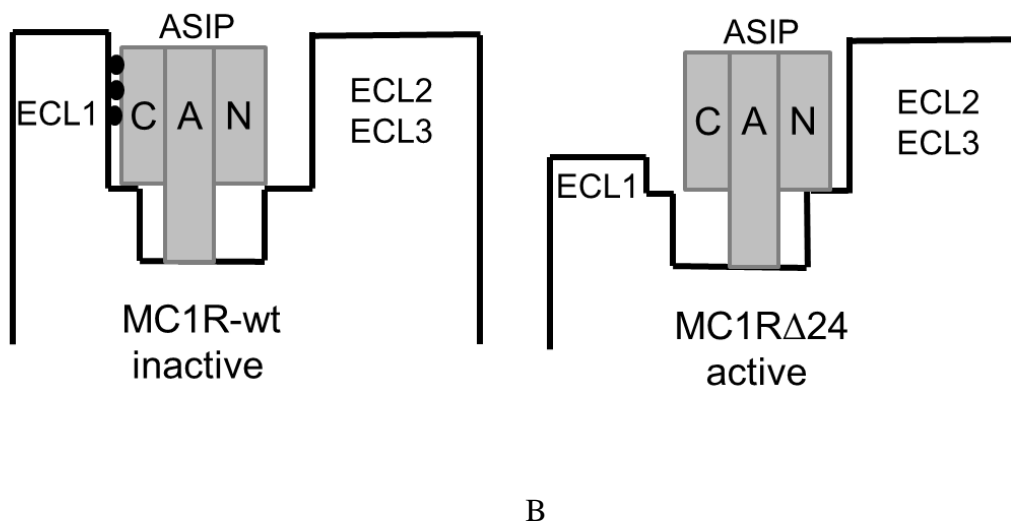 ASIP
ECL1
C A N
ECL2
ECL3
MC1R-wt
inactive
ASIP
C A N
ECL2
ECL3
ECL1
MC1RΔ24
active
B